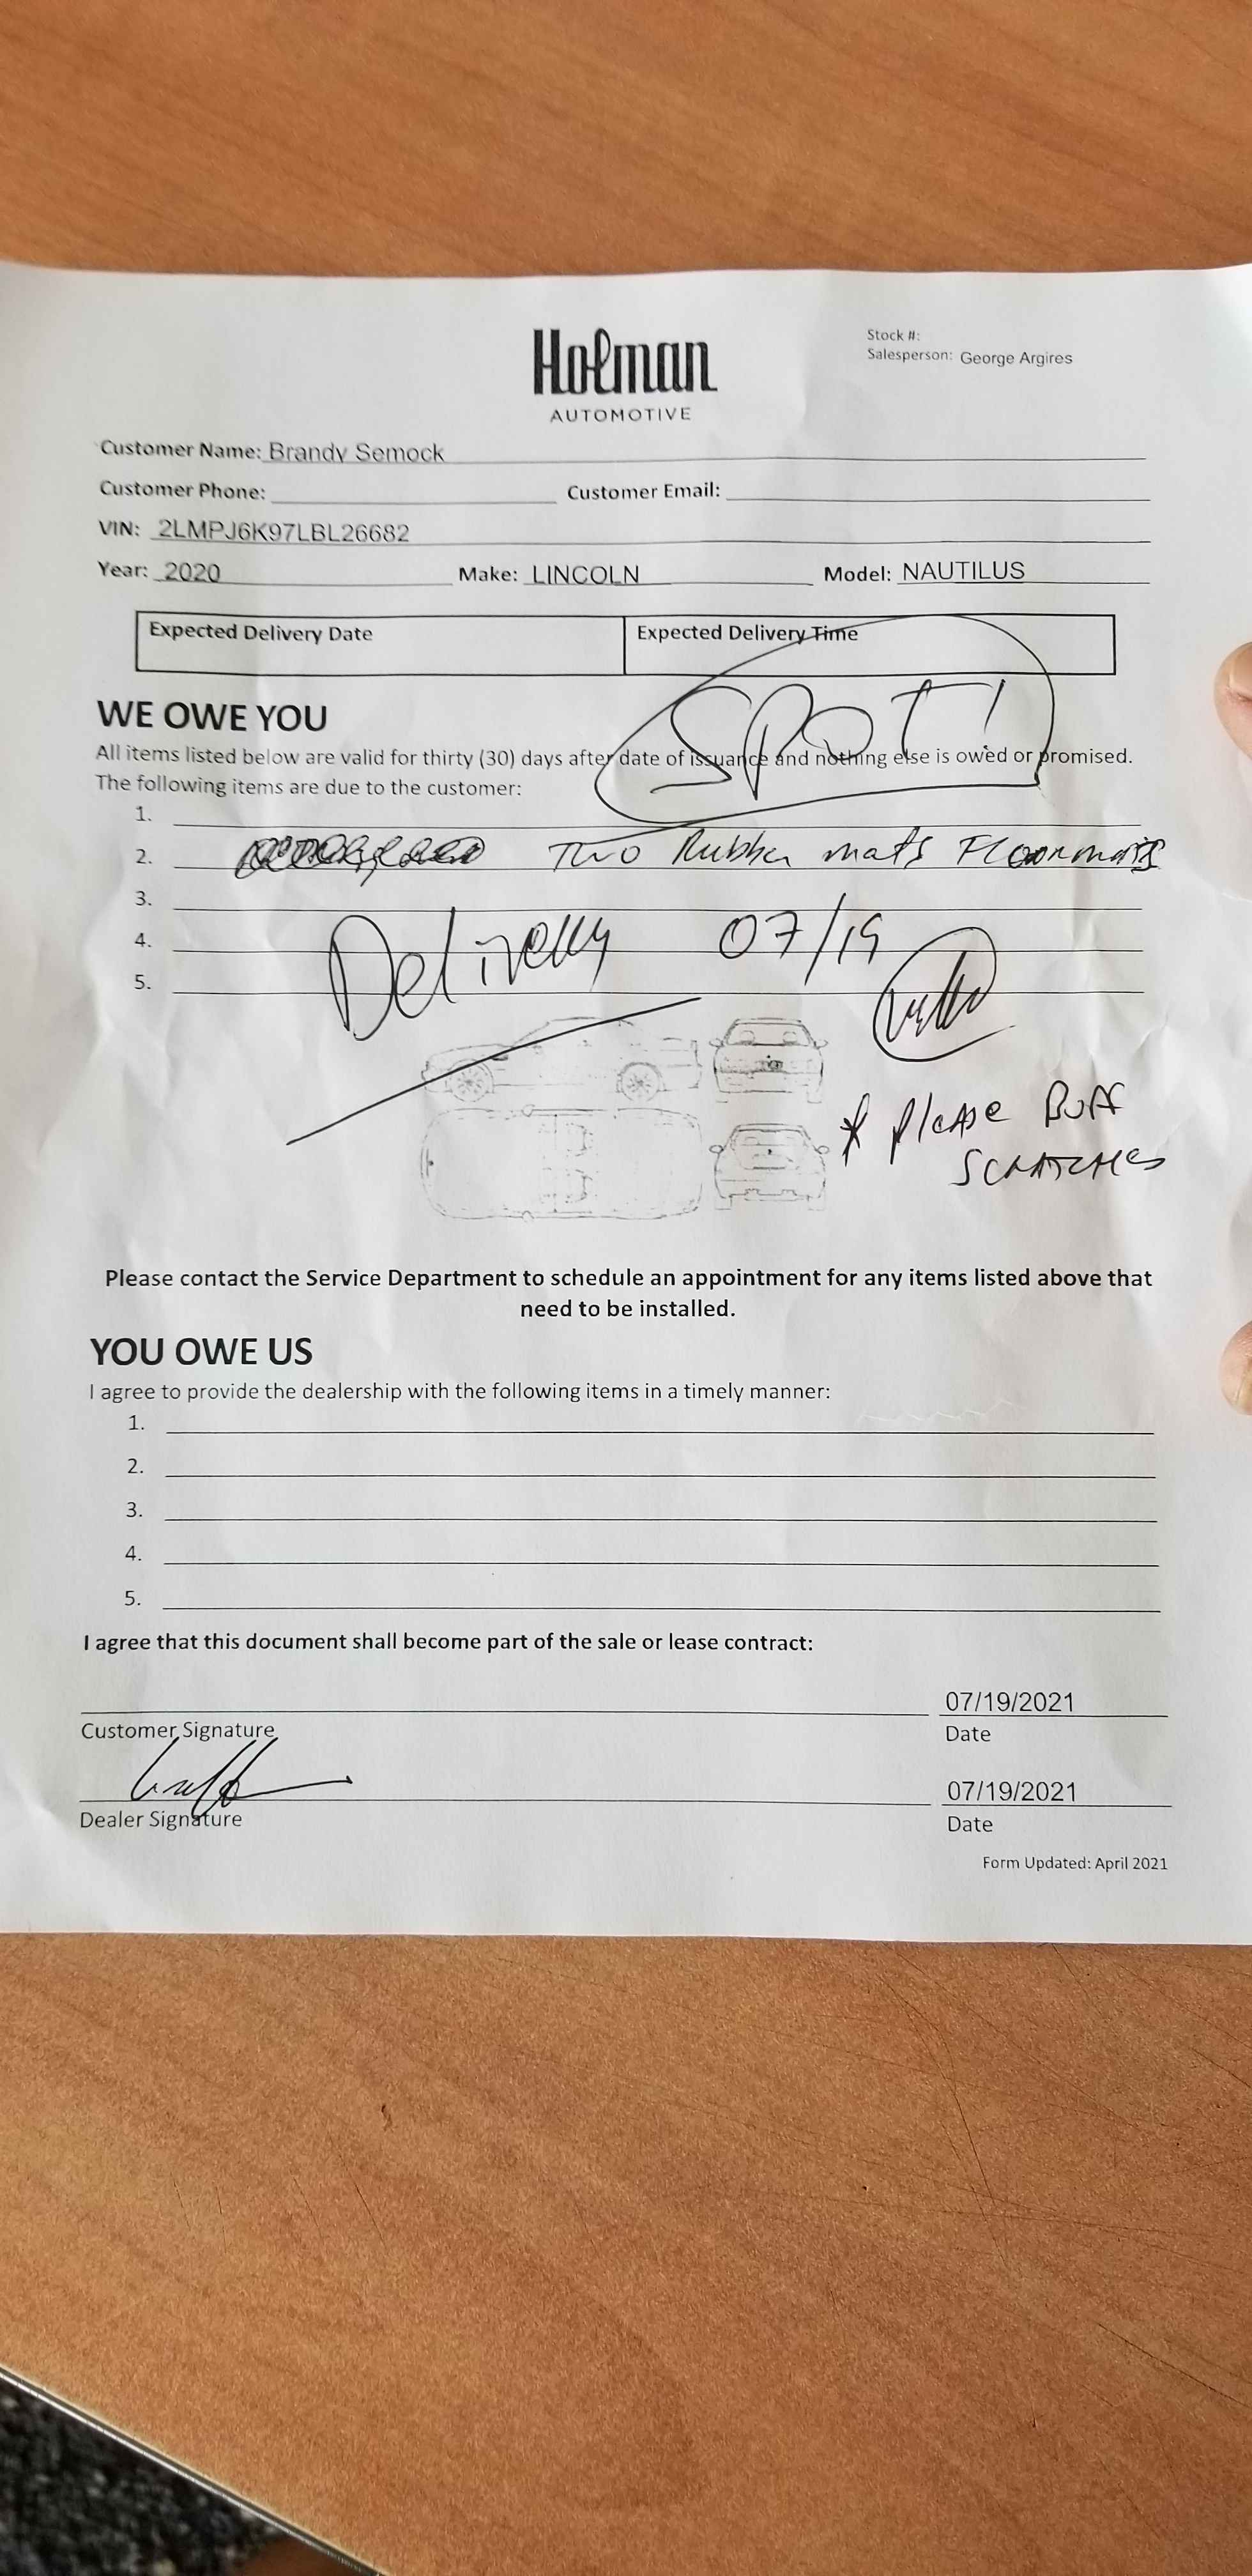 Holman
AUTOMOTIVE
Stock #:
Salesperson: George Argires
Customer Name: Brandy Semock
Customer Phone:
Customer Email:
VIN: 2LMPJ6K97LBL26682
Year: 2020 Make: LINCOLN Model: NAUTILUS
Expected Delivery Date Expected Delivery Time
SPOT!
WE OWE YOU
All items listed below are valid for thirty (30) days after date of issuance and nothing else is owed or promised.
The following items are due to the customer:
1.
2. Two Rubber mats Floormats
3.
4. Delivery 07/19
5.
* Please Buff
SCRATCHES
Please contact the Service Department to schedule an appointment for any items listed above that
need to be installed.
YOU OWE US
I agree to provide the dealership with the following items in a timely manner:
1.
2.
3.
4.
5.
I agree that this document shall become part of the sale or lease contract:
07/19/2021
Customer Signature Date
07/19/2021
Dealer Signature Date
Form Updated: April 2021